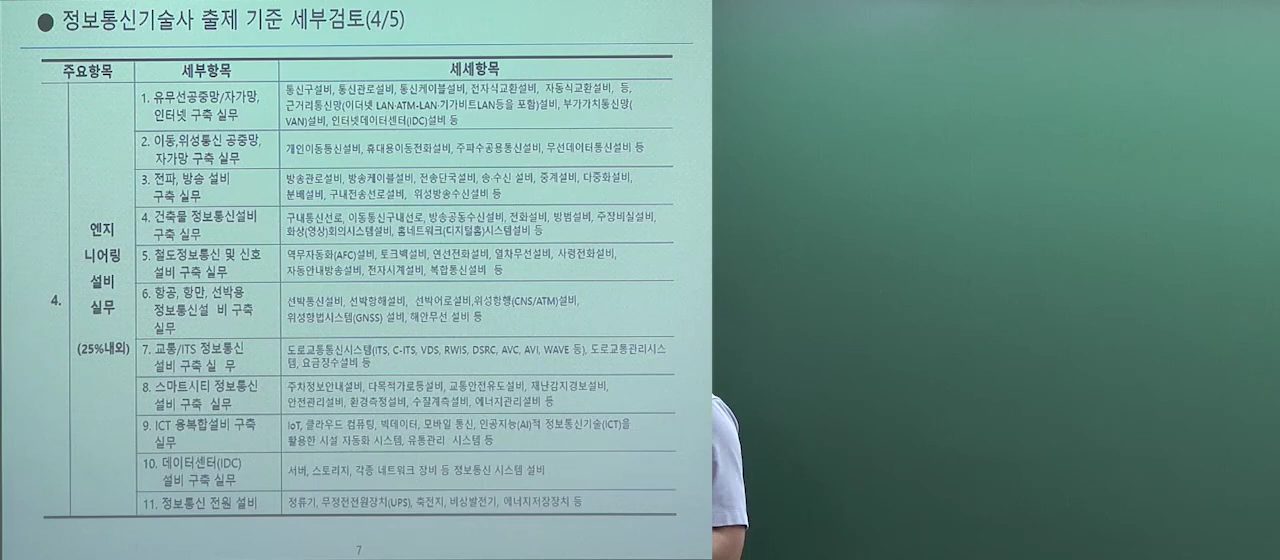 ● 정보통신기술사 출제 기준 세부검토(4/5)
주요항목 세부항목 세세항목
4.
엔지
니어링
설비
실무
(25%내외)
1. 유무선공중망/자가망,
인터넷 구축 실무
통신구설비, 통신관로설비, 통신케이블설비, 전자식교환설비, 자동식교환설비, 등,
근거리통신망(이더넷 LAN·ATM-LAN·기가비트LAN등을 포함)설비, 부가가치통신망(
VAN)설비, 인터넷데이터센터(IDC)설비 등
2. 이동,위성통신 공중망,
자가망 구축 실무
개인이동통신설비, 휴대용이동전화설비, 주파수공용통신설비, 무선데이터통신설비 등
3. 전파, 방송 설비
구축 실무
방송관로설비, 방송케이블설비, 전송단국설비, 송·수신 설비, 중계설비, 다중화설비,
분배설비, 구내전송선로설비, 위성방송수신설비 등
4. 건축물 정보통신설비
구축 실무
구내통신선로, 이동통신구내선로, 방송공동수신설비, 전화설비, 방범설비, 주장비실설비,
화상(영상)회의시스템설비, 홈네트워크(디지털홈)시스템설비 등
5. 철도정보통신 및 신호
설비 구축 실무
역무자동화(AFC)설비, 토크백설비, 연선전화설비, 열차무선설비, 사령전화설비,
자동안내방송설비, 전자시계설비, 복합통신설비 등
6. 항공, 항만, 선박용
정보통신설 비 구축
실무
선박통신설비, 선박항해설비, 선박어로설비,위성항행(CNS/ATM)설비,
위성항법시스템(GNSS) 설비, 해안무선 설비 등
7. 교통/ITS 정보통신
설비 구축 실 무
도로교통통신시스템(ITS, C-ITS, VDS, RWIS, DSRC, AVC, AVI, WAVE 등), 도로교통관리시스
템, 요금징수설비 등
8. 스마트시티 정보통신
설비 구축 실무
주차정보안내설비, 다목적가로등설비, 교통안전유도설비, 재난감지경보설비,
안전관리설비, 환경측정설비, 수질계측설비, 에너지관리설비 등
9. ICT 융복합설비 구축
실무
IoT, 클라우드 컴퓨팅, 빅데이터, 모바일 통신, 인공지능(AI)적 정보통신기술(ICT)을
활용한 시설 자동화 시스템, 유통관리 시스템 등
10. 데이터센터(IDC)
설비 구축 실무
서버, 스토리지, 각종 네트워크 장비 등 정보통신 시스템 설비
11. 정보통신 전원 설비
정류기, 무정전전원장치(UPS), 축전지, 비상발전기, 에너지저장장치 등
7